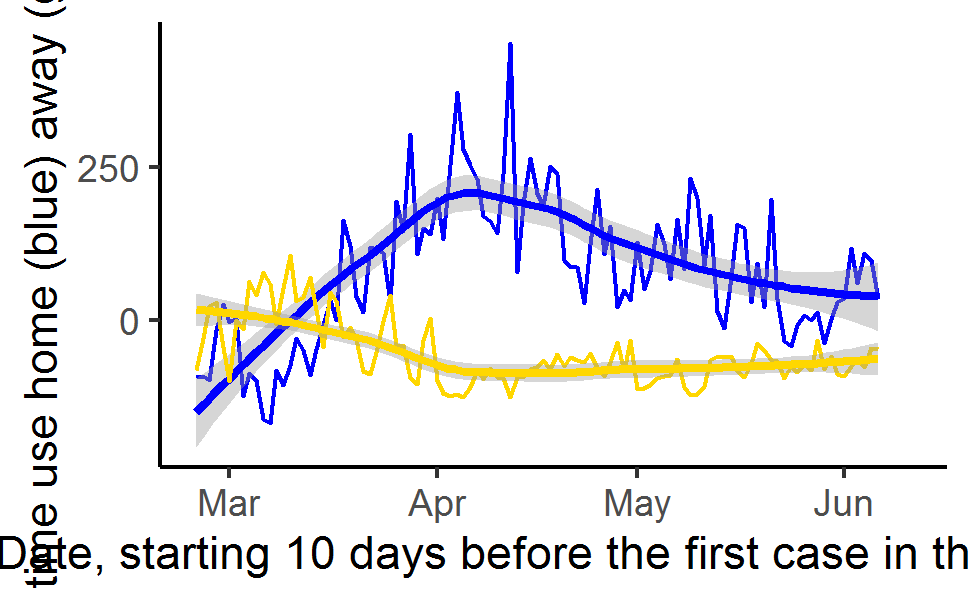 time use home (blue) away (g
250
0
Mar Apr May Jun
Date, starting 10 days before the first case in th